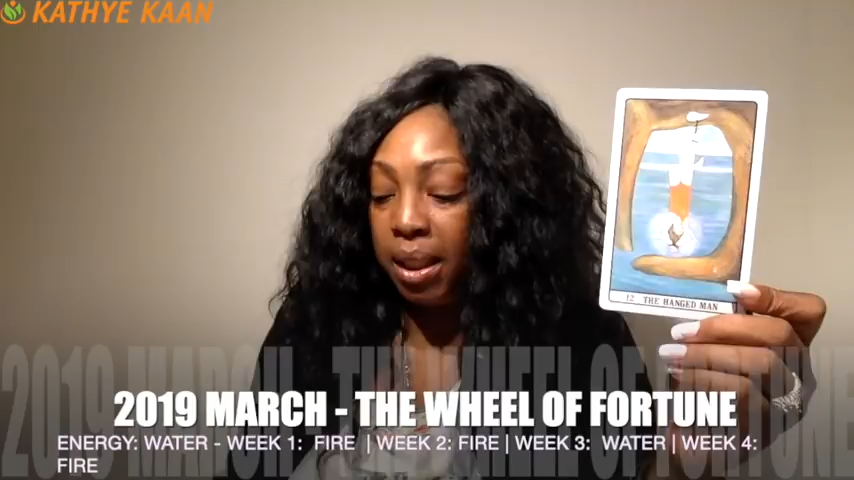 KATHYE KAAN
12 THE HANGED MAN
2019 MARCH - THE WHEEL OF FORTUNE
2019 MARCH - THE WHEEL OF FORTUNE
ENERGY: WATER - WEEK 1: FIRE | WEEK 2: FIRE | WEEK 3: WATER | WEEK 4:
FIRE